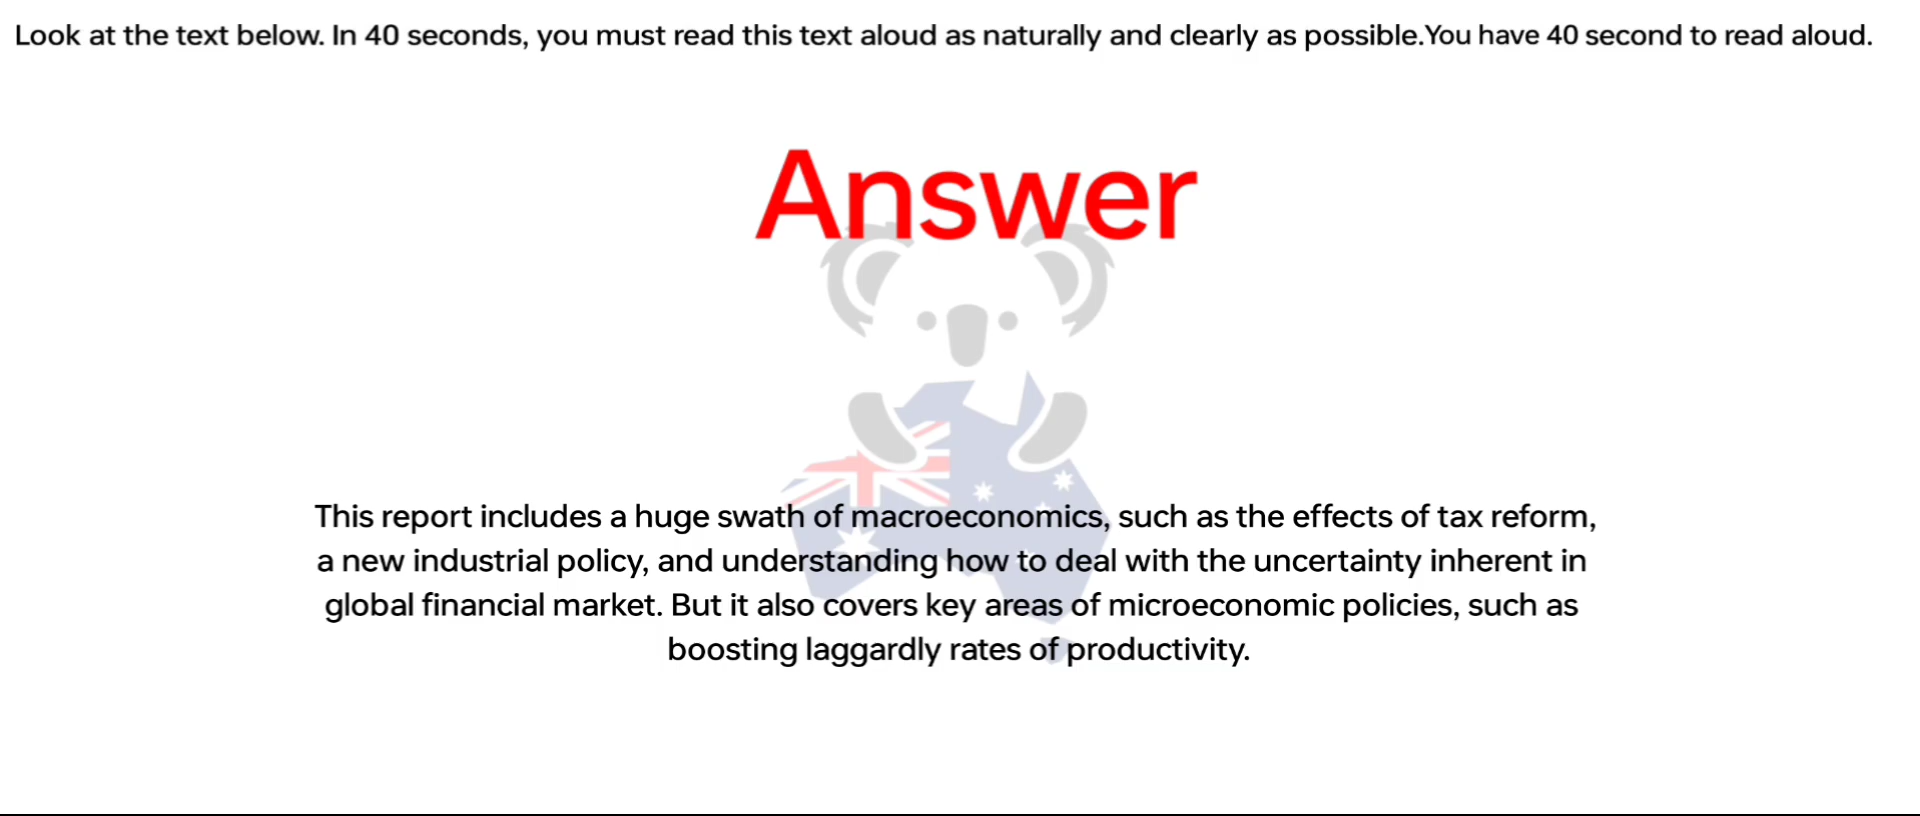 Look at the text below. In 40 seconds, you must read this text aloud as naturally and clearly as possible.You have 40 second to read aloud.
Answer
This report includes a huge swath of macroeconomics, such as the effects of tax reform,
a new industrial policy, and understanding how to deal with the uncertainty inherent in
global financial market. But it also covers key areas of microeconomic policies, such as
boosting laggardly rates of productivity.